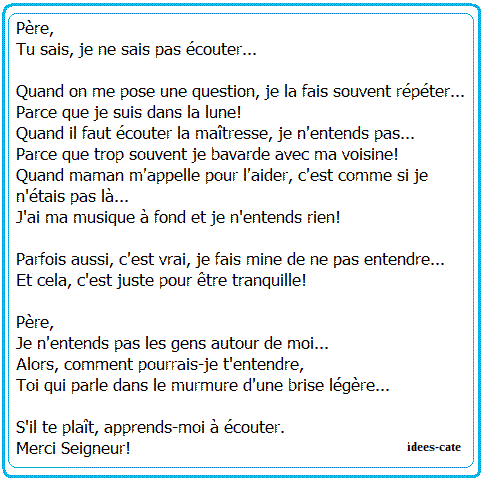 Père,
Tu sais, je ne sais pas écouter...
Quand on me pose une question, je la fais souvent répéter...
Parce que je suis dans la lune!
Quand il faut écouter la maîtresse, je n'entends pas...
Parce que trop souvent je bavarde avec ma voisine!
Quand maman m'appelle pour l'aider, c'est comme si je
n'étais pas là...
J'ai ma musique à fond et je n'entends rien!
Parfois aussi, c'est vrai, je fais mine de ne pas entendre...
Et cela, c'est juste pour être tranquille!
Père,
Je n'entends pas les gens autour de moi...
Alors, comment pourrais-je t'entendre,
Toi qui parle dans le murmure d'une brise légère...
S'il te plaît, apprends-moi à écouter.
Merci Seigneur!
idees-cate